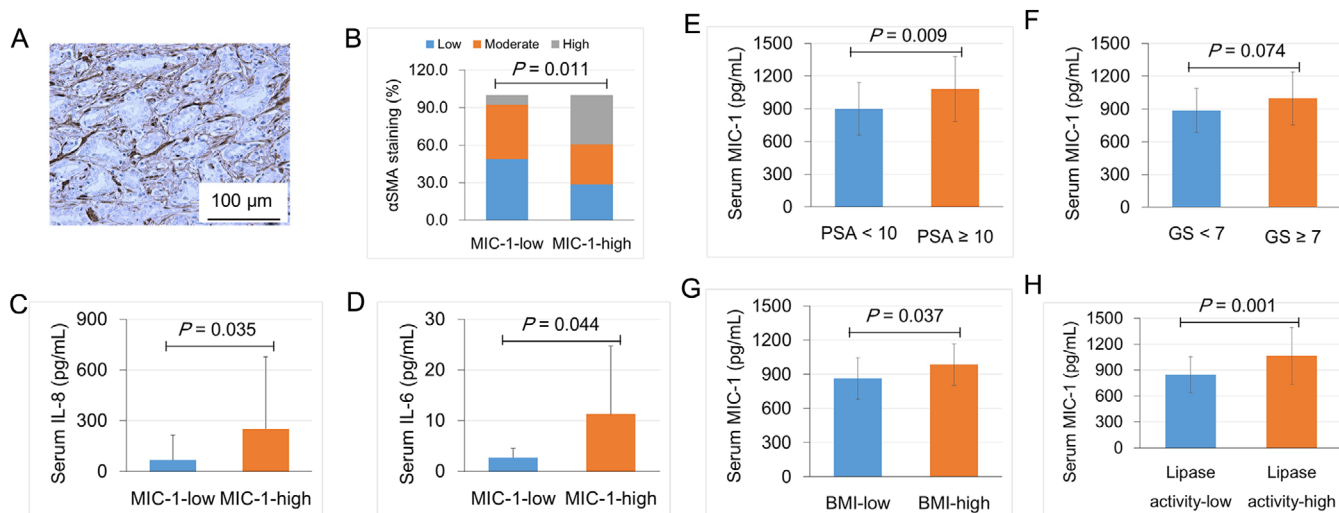 A
100 µm
B
Low Moderate High
P = 0.011
αSMA staining (%)
120.0
90.0
60.0
30.0
0.0
MIC-1-low MIC-1-high
C
P = 0.035
Serum IL-8 (pg/mL)
900
600
300
0
MIC-1-low MIC-1-high
D
P = 0.044
Serum IL-6 (pg/mL)
30
20
10
0
MIC-1-low MIC-1-high
E
P = 0.009
Serum MIC-1 (pg/mL)
1500
1200
900
600
300
0
PSA < 10 PSA ≥ 10
F
P = 0.074
Serum MIC-1 (pg/mL)
1500
1200
900
600
300
0
GS < 7 GS ≥ 7
G
P = 0.037
Serum MIC-1 (pg/mL)
1500
1200
900
600
300
0
BMI-low BMI-high
H
P = 0.001
Serum MIC-1 (pg/mL)
1500
1200
900
600
300
0
Lipase Lipase
activity-low activity-high